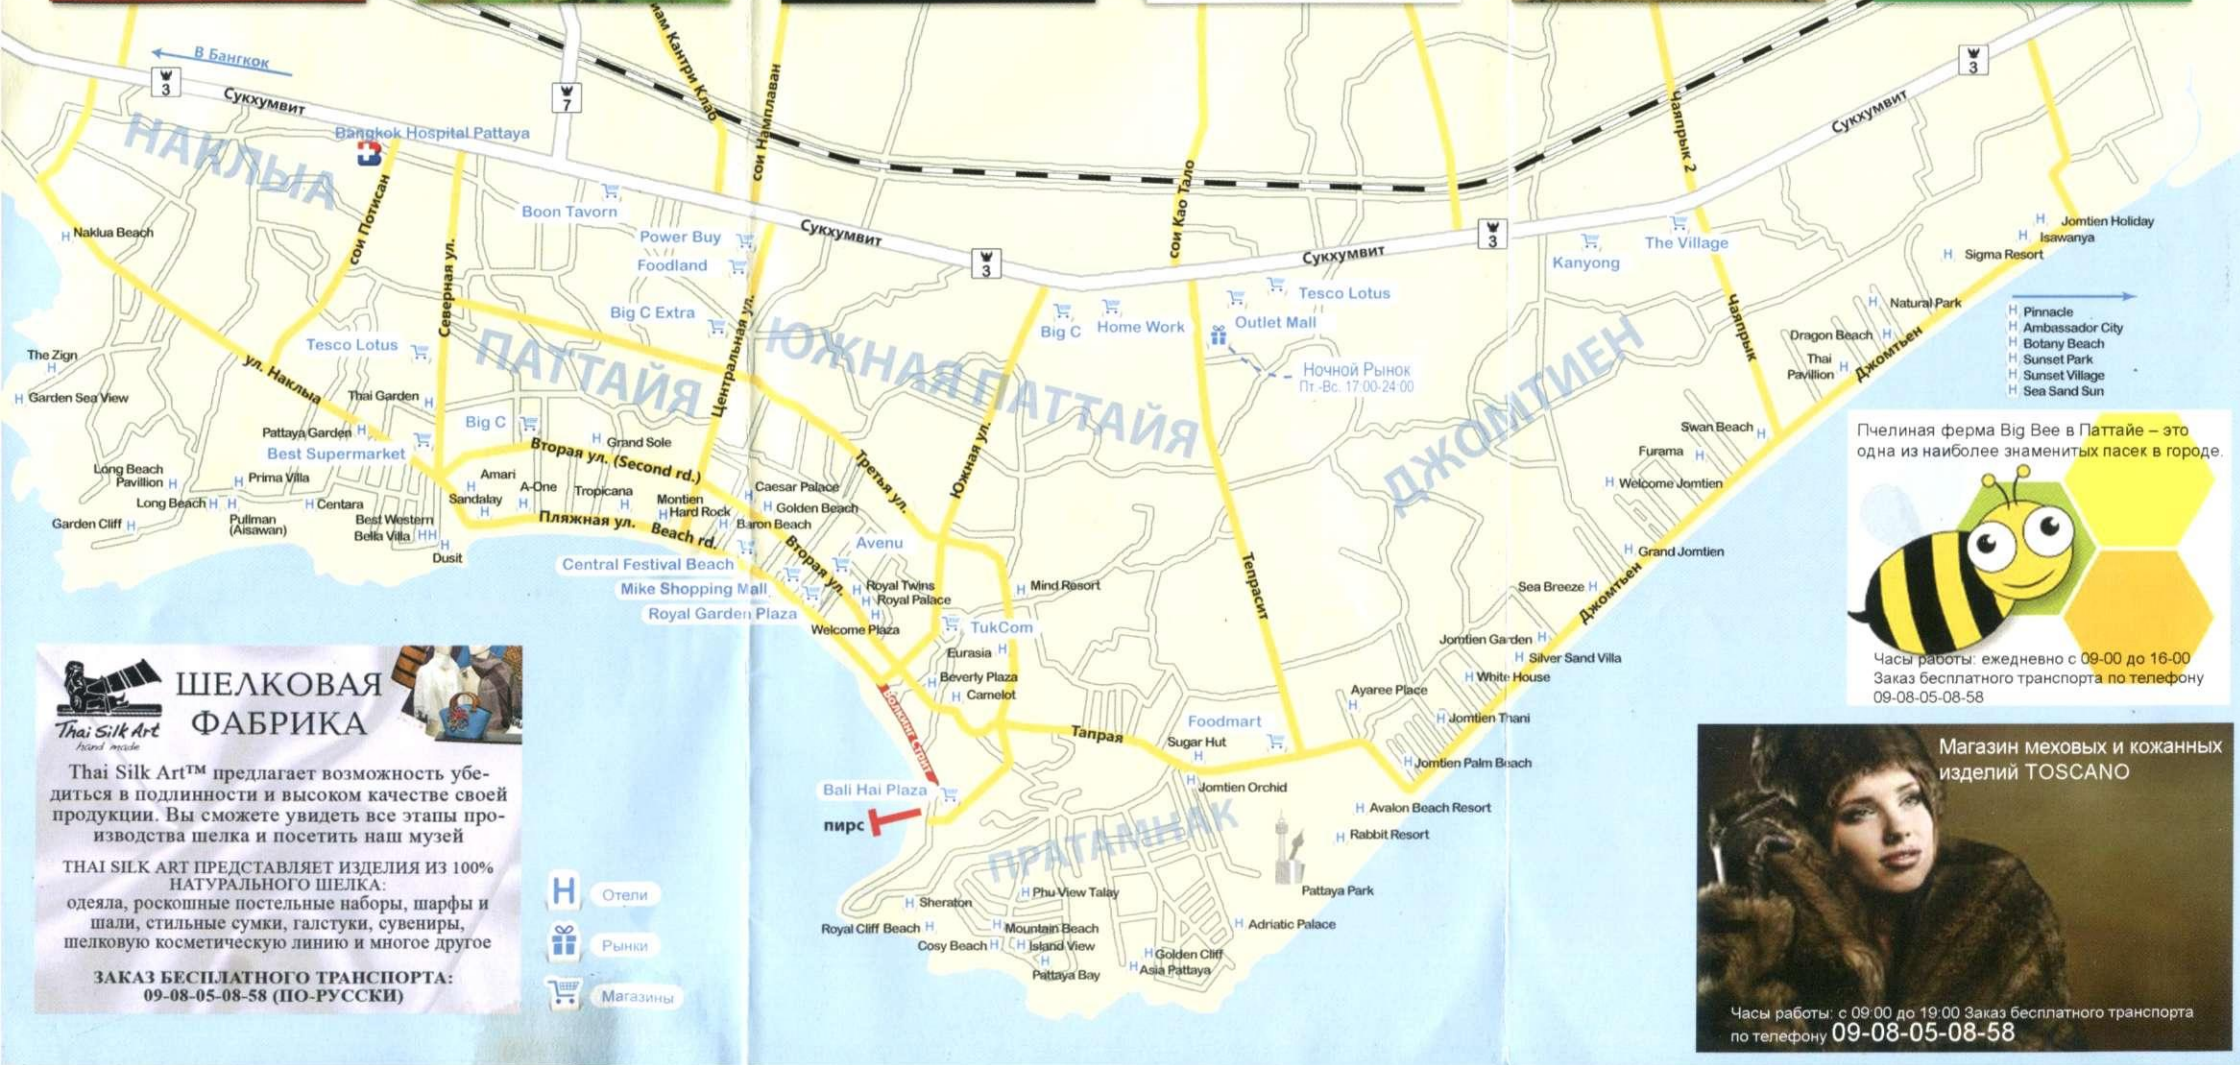 В Бангкок
3
Сукхумвит
7
Кантри Клаб
сои Намплаван
НАКЛЫА
Bangkok Hospital Pattaya
сои Потисан
Северная ул.
Naklua Beach
Boon Tavorn
Power Buy
Foodland
Big C Extra
Сукхумвит
3
сои Као Тало
Сукхумвит
3
Чаяпрык 2
Сукхумвит
3
Kanyong
The Village
Jomtien Holiday
Isawanya
Sigma Resort
Tesco Lotus
Outlet Mall
Big C
Home Work
Ночной Рынок
Пт.-Вс. 17:00-24:00
Чаяпрык
Natural Park
Dragon Beach
Thai
Pavillion
Джомтьен
H Pinnacle
H Ambassador City
H Botany Beach
H Sunset Park
H Sunset Village
H Sea Sand Sun
The Zign
Garden Sea View
ул. Наклыа
Tesco Lotus
Thai Garden
ПАТТАЙЯ
Центральная ул.
ЮЖНАЯ ПАТТАЙЯ
ДЖОМТИЕН
Pattaya Garden
Best Supermarket
Big C
Grand Sole
Вторая ул. (Second rd.)
Третья ул.
Южная ул.
Long Beach
Pavillion
Prima Villa
Long Beach
Pullman
(Aisawan)
Centara
Garden Cliff
Best Western
Bella Villa
Dusit
Amari
Sandalay
A-One
Tropicana
Montien
Hard Rock
Caesar Palace
Golden Beach
Baron Beach
Пляжная ул. Beach rd.
Вторая ул.
Avenu
Central Festival Beach
Mike Shopping Mall
Royal Garden Plaza
Royal Twins
Royal Palace
Welcome Plaza
Mind Resort
TukCom
Eurasia
Beverly Plaza
Camelot
Тепрасит
Swan Beach
Furama
Welcome Jomtien
Grand Jomtien
Sea Breeze
Джомтьен
Jomtien Garden
Silver Sand Villa
White House
Ayaree Place
Jomtien Thani
Jomtien Palm Beach
Волкинг Стрит
Тапрая
Foodmart
Sugar Hut
Jomtien Orchid
Bali Hai Plaza
пирс
ПРАТАМНАК
Avalon Beach Resort
Rabbit Resort
Pattaya Park
Phu View Talay
Sheraton
Royal Cliff Beach
Mountain Beach
Cosy Beach
Island View
Pattaya Bay
Adriatic Palace
Golden Cliff
Asia Pattaya
H Отели
Рынки
Магазины
Thai Silk Art
hand made
ШЕЛКОВАЯ
ФАБРИКА
Thai Silk Art™ предлагает возможность убе-
диться в подлинности и высоком качестве своей
продукции. Вы сможете увидеть все этапы про-
изводства шелка и посетить наш музей
THAI SILK ART ПРЕДСТАВЛЯЕТ ИЗДЕЛИЯ ИЗ 100%
НАТУРАЛЬНОГО ШЕЛКА:
одеяла, роскошные постельные наборы, шарфы и
шали, стильные сумки, галстуки, сувениры,
шелковую косметическую линию и многое другое
ЗАКАЗ БЕСПЛАТНОГО ТРАНСПОРТА:
09-08-05-08-58 (ПО-РУССКИ)
Пчелиная ферма Big Bee в Паттайе – это
одна из наиболее знаменитых пасек в городе.
Часы работы: ежедневно с 09-00 до 16-00
Заказ бесплатного транспорта по телефону
09-08-05-08-58
Магазин меховых и кожанных
изделий TOSCANO
Часы работы: с 09:00 до 19:00 Заказ бесплатного транспорта
по телефону 09-08-05-08-58